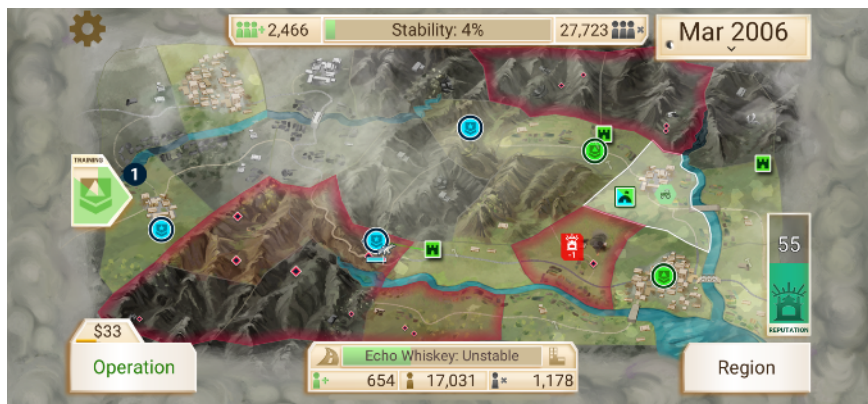 2,466
Stability: 4%
27,723
Mar 2006
TRAINING
1
-1
55
REPUTATION
$33
Operation
Echo Whiskey: Unstable
654
17,031
1,178
Region